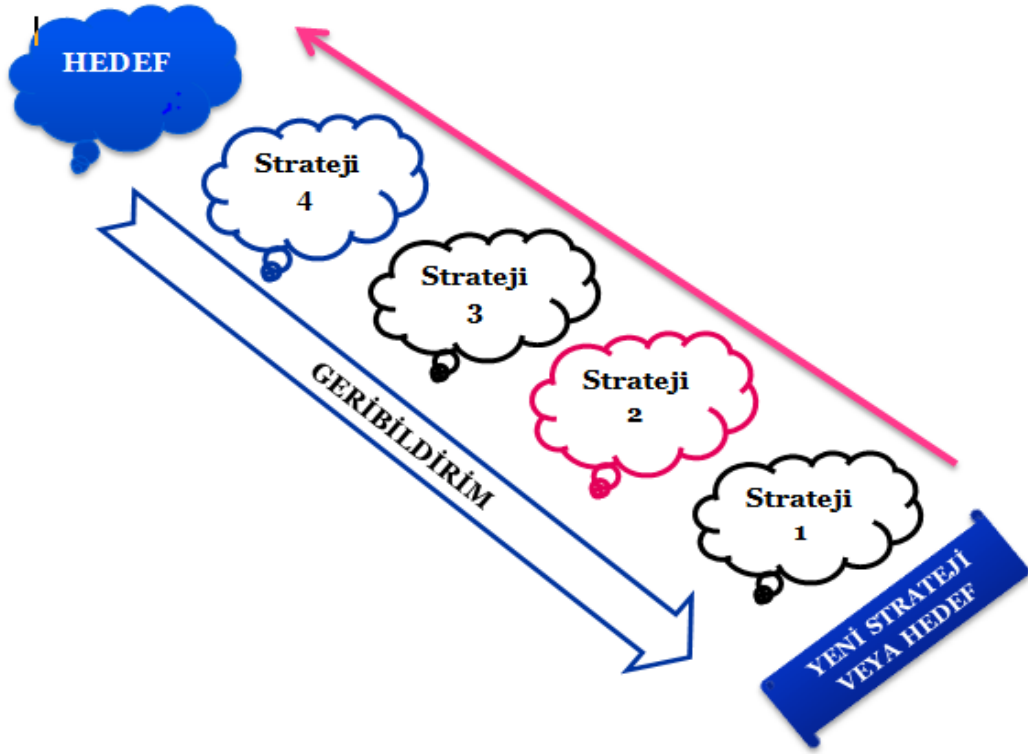 HEDEF
Strateji
4
Strateji
3
Strateji
2
Strateji
1
GERİBİLDİRİM
YENİ STRATEJİ
VEYA HEDEF